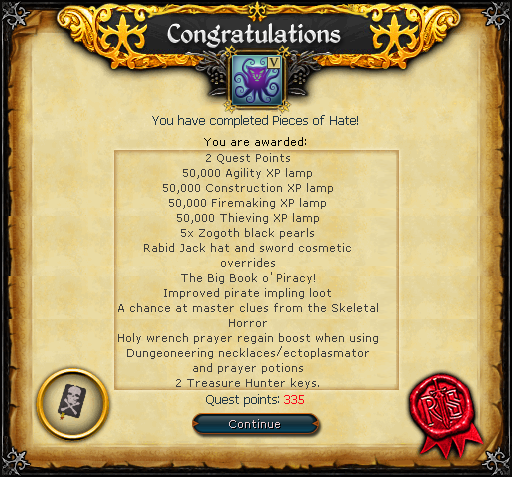 Congratulations
V
You have completed Pieces of Hate!
You are awarded:
2 Quest Points
50,000 Agility XP lamp
50,000 Construction XP lamp
50,000 Firemaking XP lamp
50,000 Thieving XP lamp
5x Zogoth black pearls
Rabid Jack hat and sword cosmetic
overrides
The Big Book o' Piracy!
Improved pirate impling loot
A chance at master clues from the Skeletal
Horror
Holy wrench prayer regain boost when using
Dungeoneering necklaces/ectoplasmator
and prayer potions
2 Treasure Hunter keys.
Quest points: 335
Continue
RS